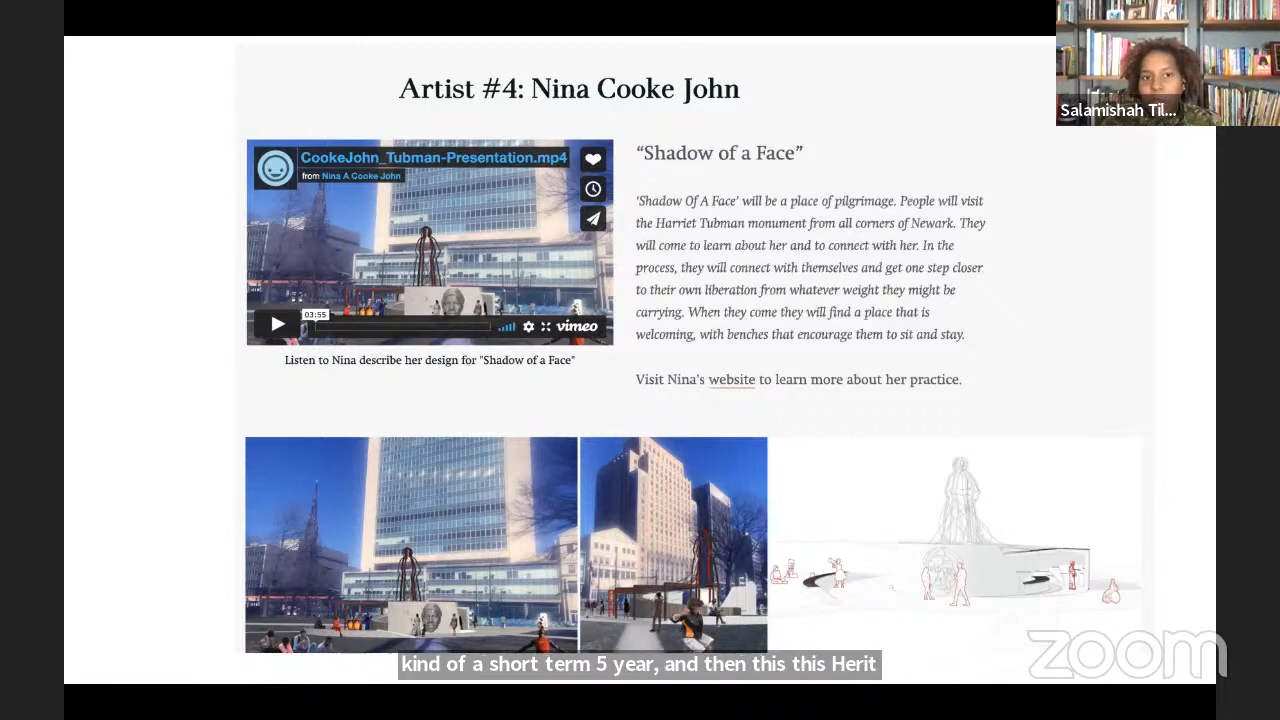 Artist #4: Nina Cooke John
Salamishah Til...
CookeJohn_Tubman-Presentation.mp4
from Nina A Cooke John
03:55
vimeo
Listen to Nina describe her design for "Shadow of a Face"
“Shadow of a Face”
‘Shadow Of A Face’ will be a place of pilgrimage. People will visit
the Harriet Tubman monument from all corners of Newark. They
will come to learn about her and to connect with her. In the
process, they will connect with themselves and get one step closer
to their own liberation from whatever weight they might be
carrying. When they come they will find a place that is
welcoming, with benches that encourage them to sit and stay.
Visit Nina's website to learn more about her practice.
kind of a short term 5 year, and then this this Herit
zoom